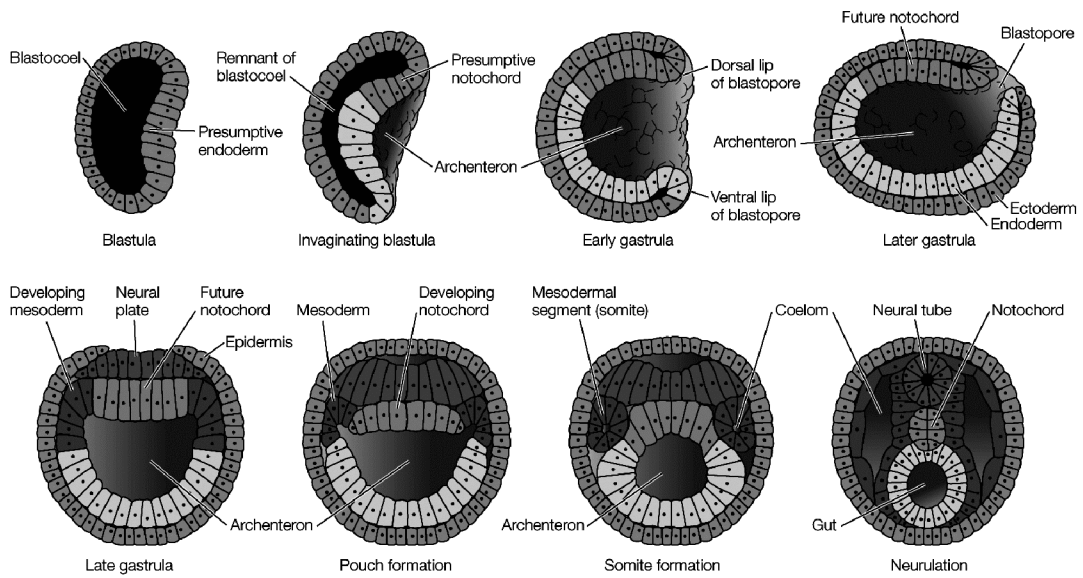 Blastocoel
Presumptive
endoderm
Blastula
Remnant of
blastocoel
Presumptive
notochord
Archenteron
Invaginating blastula
Dorsal lip
of blastopore
Ventral lip
of blastopore
Early gastrula
Future notochord
Blastopore
Archenteron
Ectoderm
Endoderm
Later gastrula
Developing
mesoderm
Neural
plate
Future
notochord
Epidermis
Archenteron
Late gastrula
Mesoderm
Developing
notochord
Pouch formation
Mesodermal
segment (somite)
Coelom
Archenteron
Somite formation
Neural tube
Notochord
Gut
Neurulation